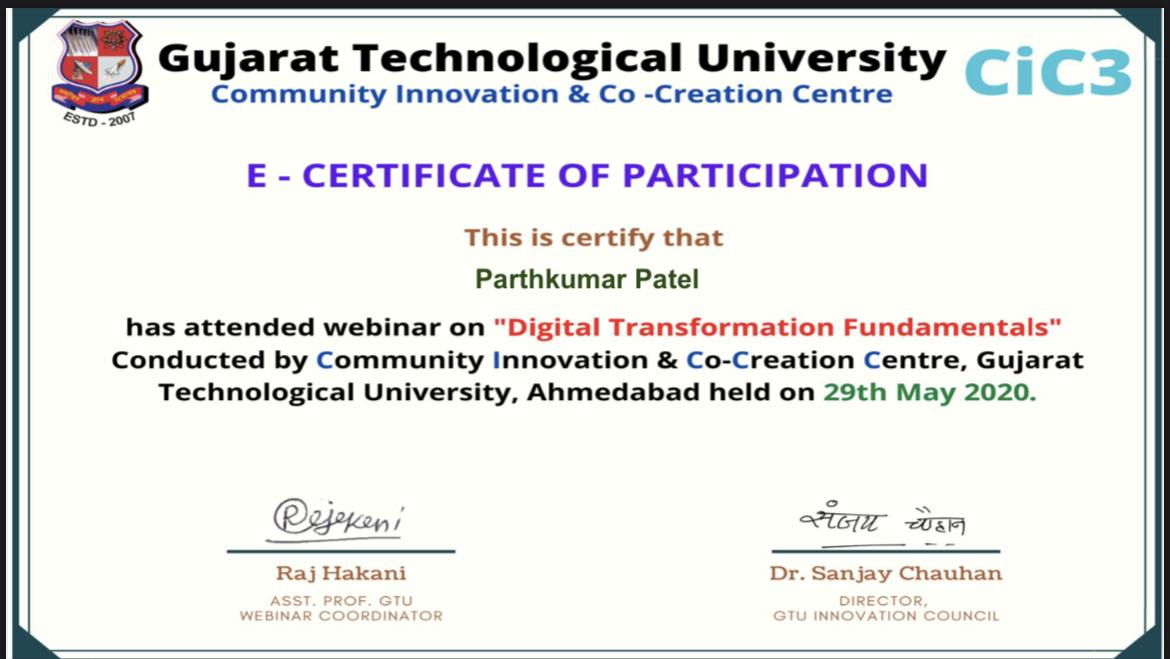 Gujarat Technological University
CiC3
Community Innovation & Co -Creation Centre
ESTD - 2007
E - CERTIFICATE OF PARTICIPATION
This is certify that
Parthkumar Patel
has attended webinar on "Digital Transformation Fundamentals"
Conducted by Community Innovation & Co-Creation Centre, Gujarat
Technological University, Ahmedabad held on 29th May 2020.
संजय चौहान
Raj Hakani
ASST. PROF. GTU
WEBINAR COORDINATOR
Dr. Sanjay Chauhan
DIRECTOR,
GTU INNOVATION COUNCIL